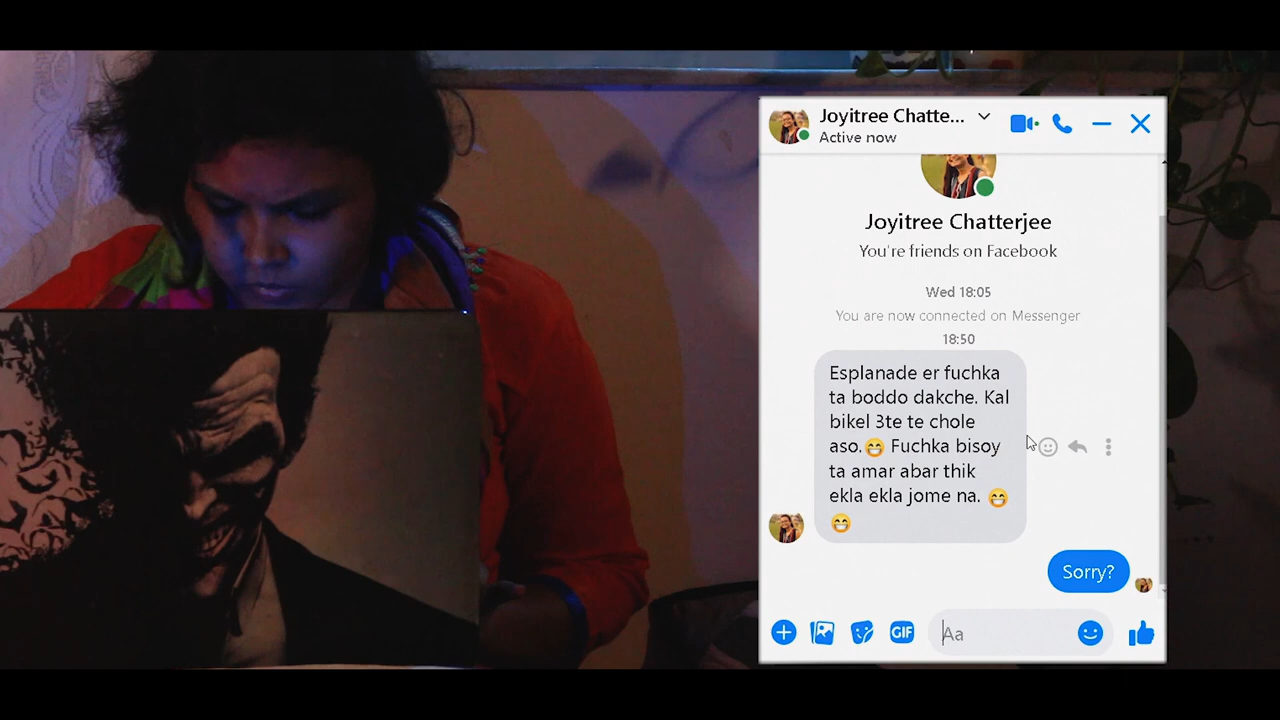 Joyitree Chatte...
Active now
Joyitree Chatterjee
You're friends on Facebook
Wed 18:05
You are now connected on Messenger
18:50
Esplanade er fuchka
ta boddo dakche. Kal
bikel 3te te chole
aso.😁 Fuchka bisoy
ta amar abar thik
ekla ekla jome na. 😁
😁
Sorry?
GIF
Aa